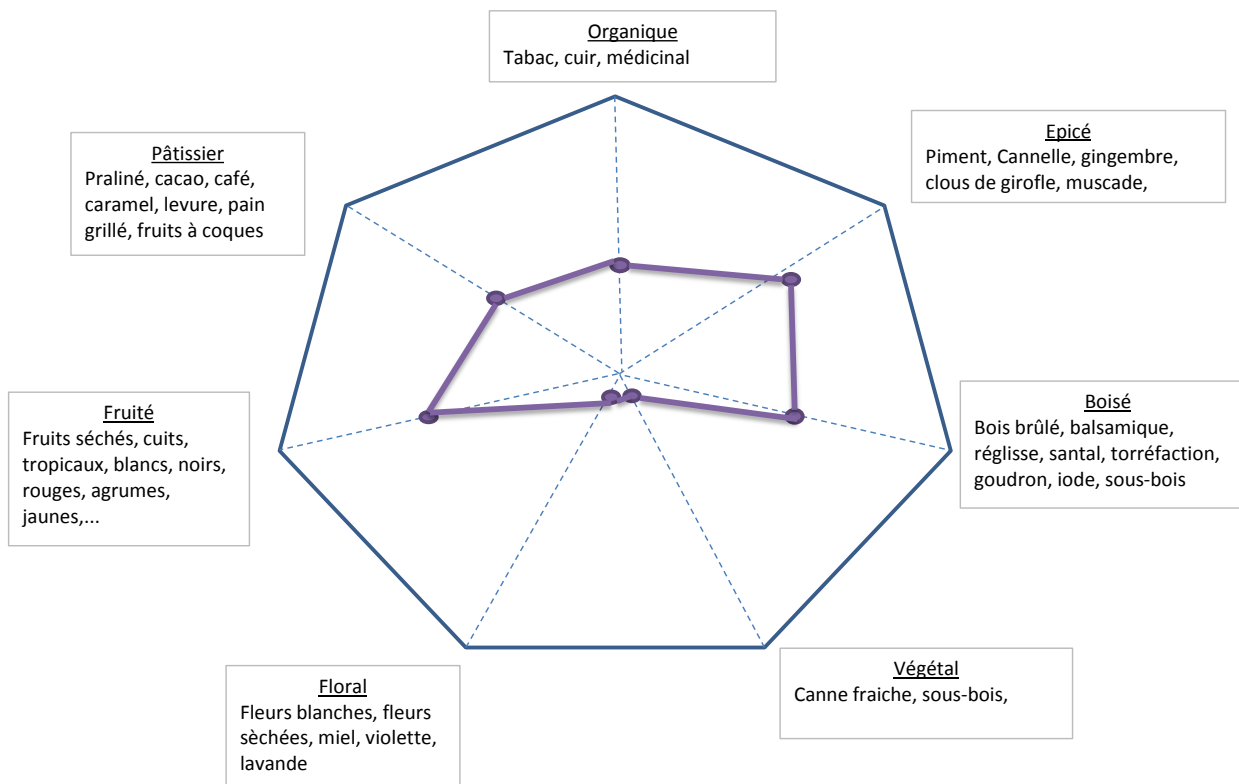 Organique
Tabac, cuir, médicinal
Epicé
Piment, Cannelle, gingembre,
clous de girofle, muscade,
Pâtissier
Praliné, cacao, café,
caramel, levure, pain
grillé, fruits à coques
Boisé
Bois brûlé, balsamique,
réglisse, santal, torréfaction,
goudron, iode, sous-bois
Fruité
Fruits séchés, cuits,
tropicaux, blancs, noirs,
rouges, agrumes,
jaunes,...
Végétal
Canne fraiche, sous-bois,
Floral
Fleurs blanches, fleurs
sèchées, miel, violette,
lavande